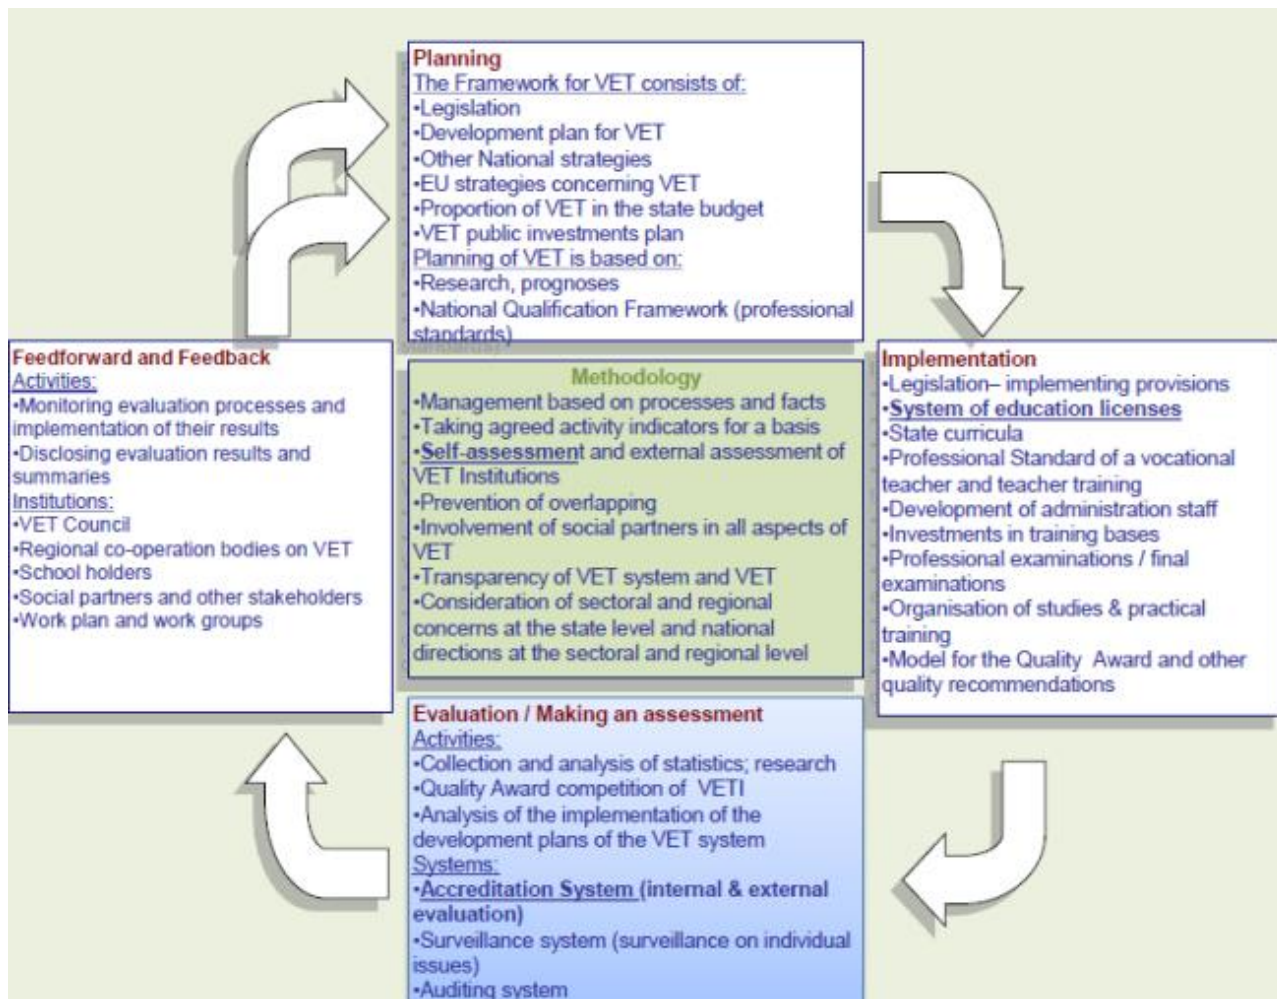 Planning
The Framework for VET consists of:
•Legislation
•Development plan for VET
•Other National strategies
•EU strategies concerning VET
•Proportion of VET in the state budget
•VET public investments plan
Planning of VET is based on:
•Research, prognoses
•National Qualification Framework (professional
standards)
Feedforward and Feedback
Activities:
•Monitoring evaluation processes and
implementation of their results
•Disclosing evaluation results and
summaries
Institutions:
•VET Council
•Regional co-operation bodies on VET
•School holders
•Social partners and other stakeholders
•Work plan and work groups
Methodology
•Management based on processes and facts
•Taking agreed activity indicators for a basis
•Self-assessment and external assessment of
VET Institutions
•Prevention of overlapping
•Involvement of social partners in all aspects of
VET
•Transparency of VET system and VET
•Consideration of sectoral and regional
concerns at the state level and national
directions at the sectoral and regional level
Implementation
•Legislation– implementing provisions
•System of education licenses
•State curricula
•Professional Standard of a vocational
teacher and teacher training
•Development of administration staff
•Investments in training bases
•Professional examinations / final
examinations
•Organisation of studies & practical
training
•Model for the Quality Award and other
quality recommendations
Evaluation / Making an assessment
Activities:
•Collection and analysis of statistics; research
•Quality Award competition of VETI
•Analysis of the implementation of the
development plans of the VET system
Systems:
•Accreditation System (internal & external
evaluation)
•Surveillance system (surveillance on individual
issues)
•Auditing system